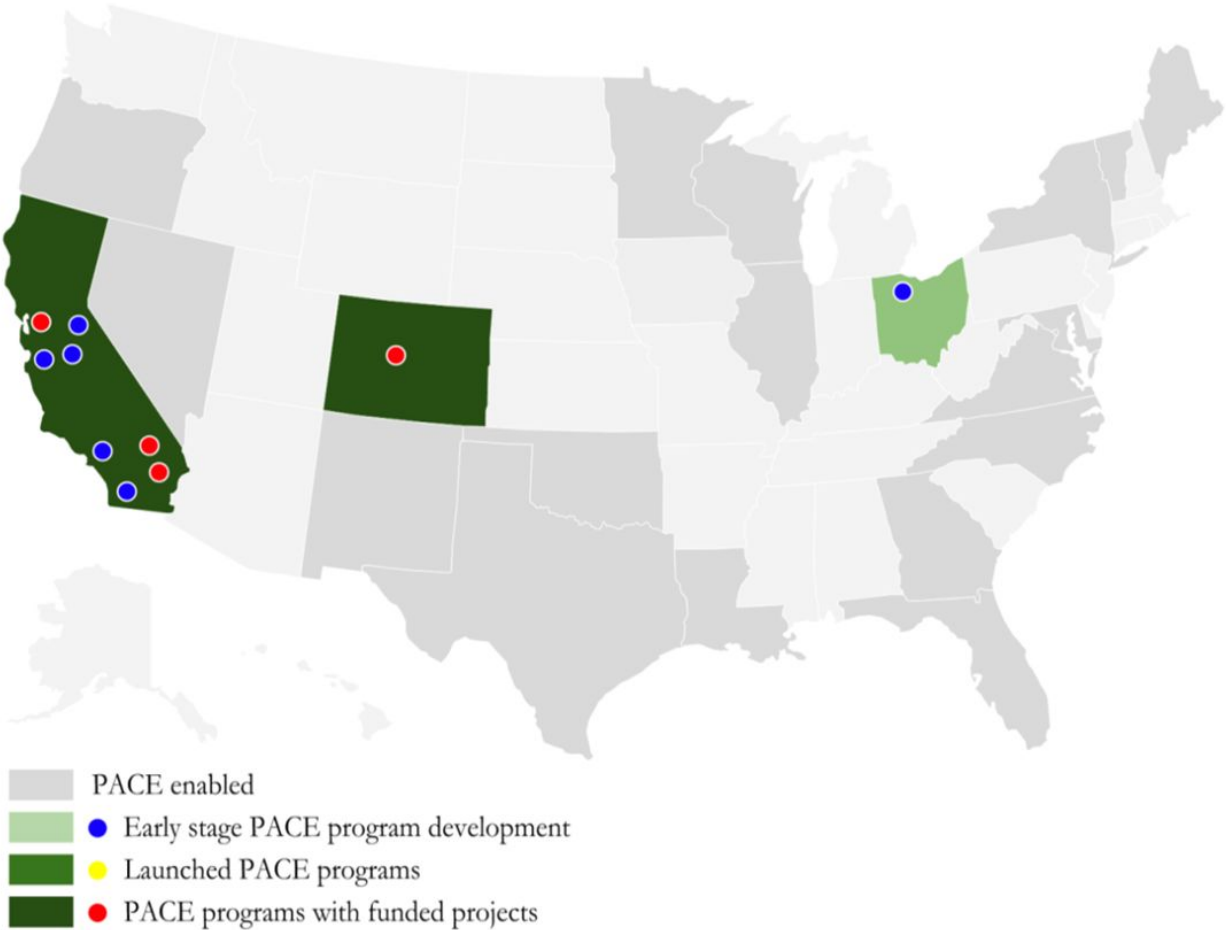 PACE enabled
Early stage PACE program development
Launched PACE programs
PACE programs with funded projects